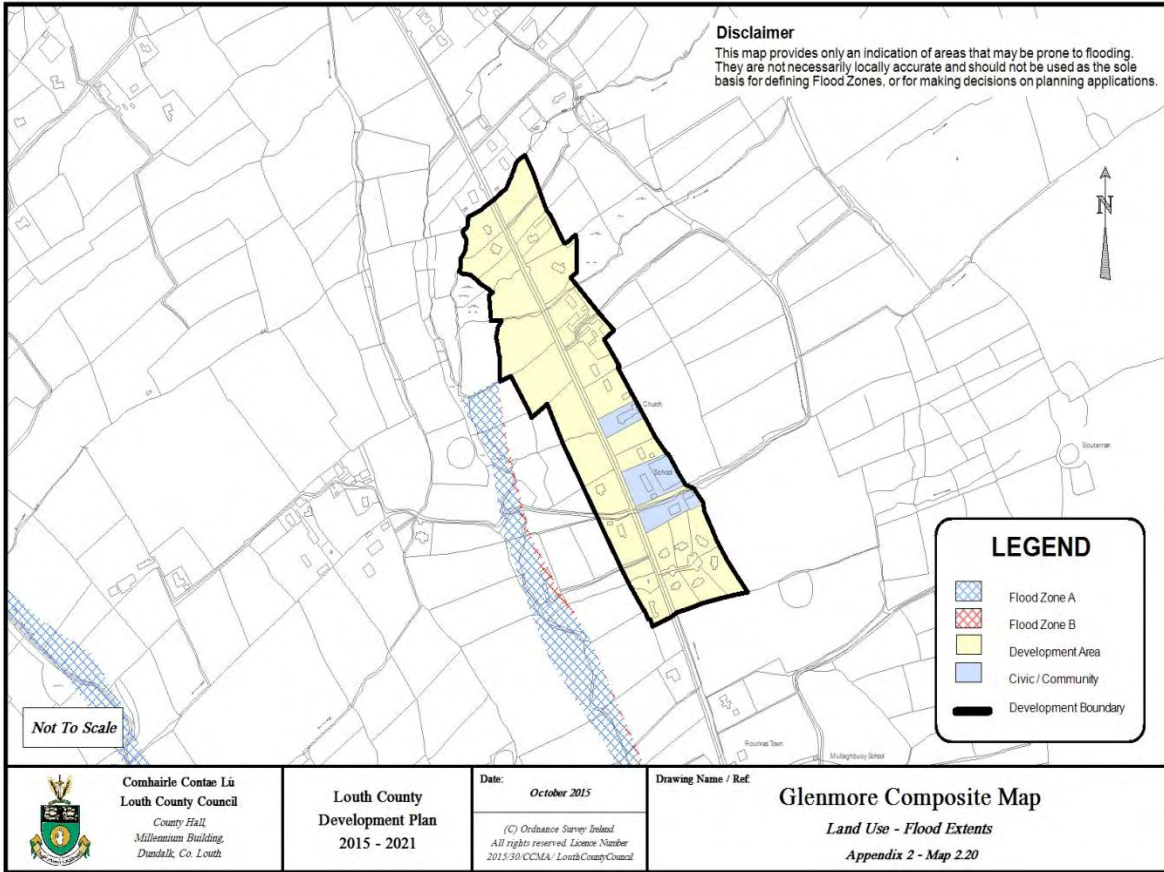 Disclaimer
This map provides only an indication of areas that may be prone to flooding.
They are not necessarily locally accurate and should not be used as the sole
basis for defining Flood Zones, or for making decisions on planning applications.
N
Church
School
Souterrain
LEGEND
Flood Zone A
Flood Zone B
Development Area
Civic / Community
Development Boundary
Not To Scale
Rourkes Town
Mullaghbuoy School
Comhairle Contae Lú
Louth County Council
County Hall,
Millennium Building,
Dundalk, Co. Louth
Louth County
Development Plan
2015 - 2021
Date:
October 2015
(C) Ordnance Survey Ireland
All rights reserved. Licence Number
2015/30/CCMA/ LouthCountyCouncil
Drawing Name / Ref:
Glenmore Composite Map
Land Use - Flood Extents
Appendix 2 - Map 2.20